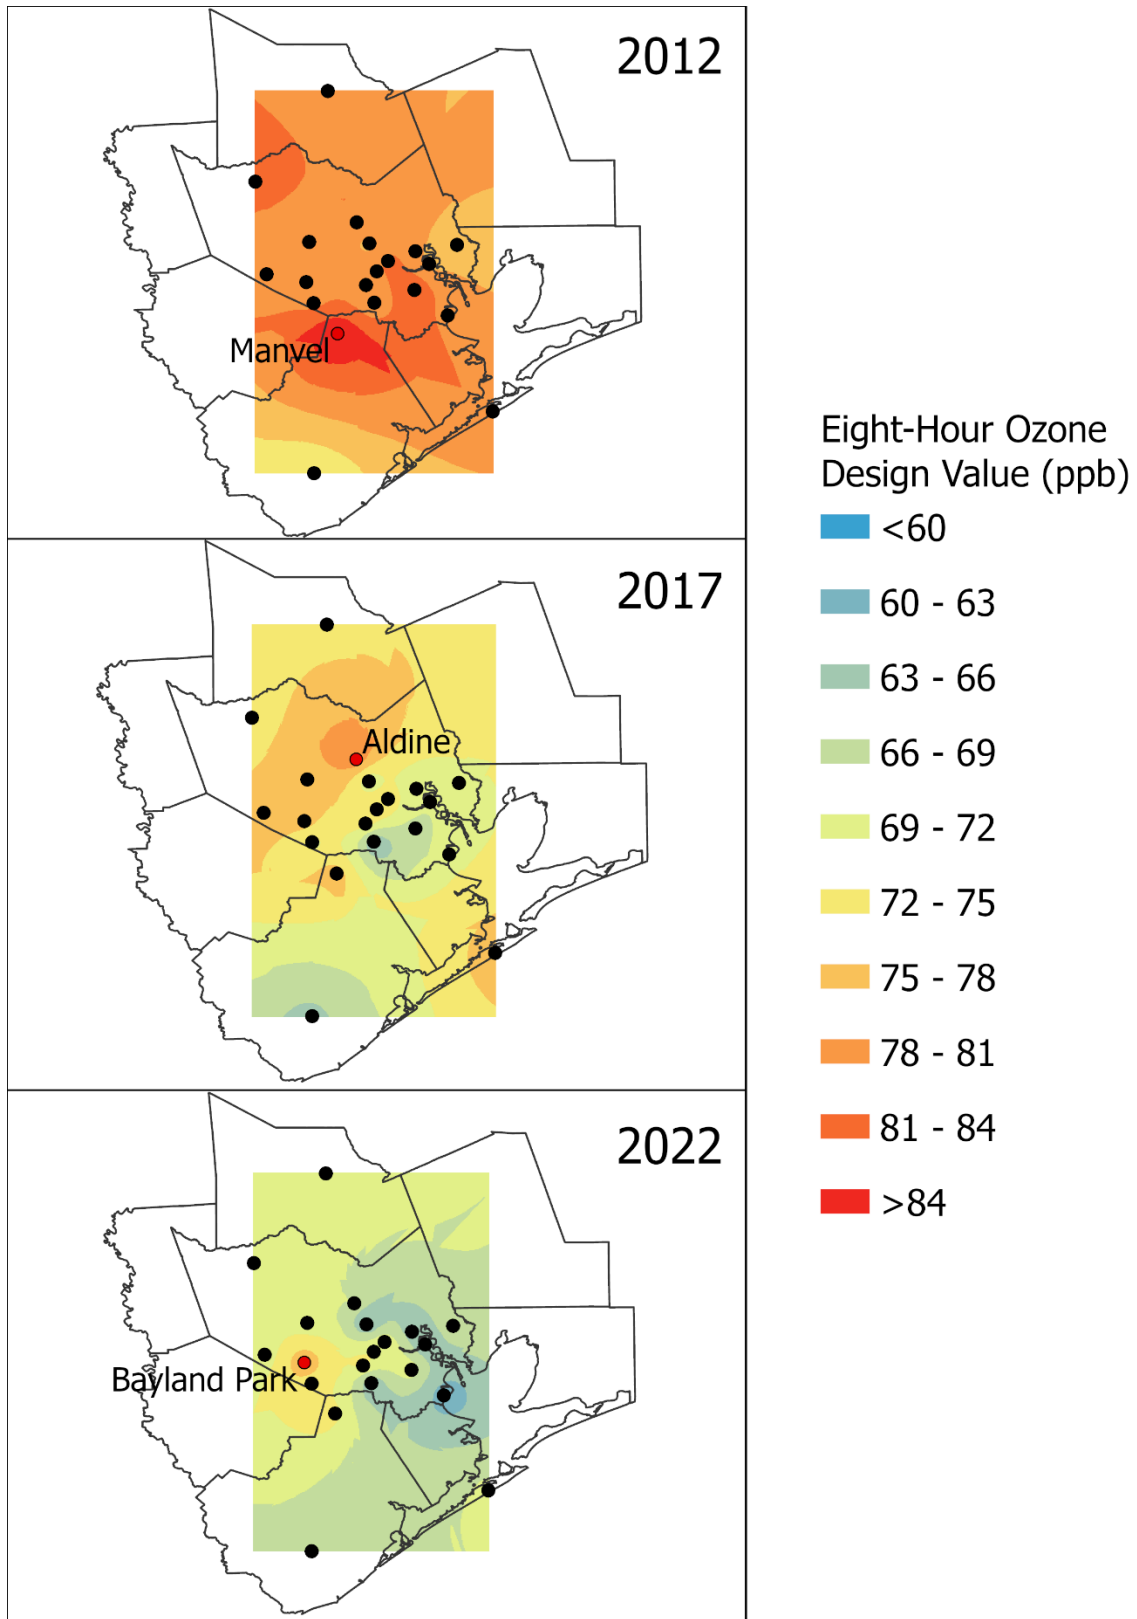 2012
Manvel
2017
Aldine
2022
Bayland Park
Eight-Hour Ozone
Design Value (ppb)
<60
60 - 63
63 - 66
66 - 69
69 - 72
72 - 75
75 - 78
78 - 81
81 - 84
>84